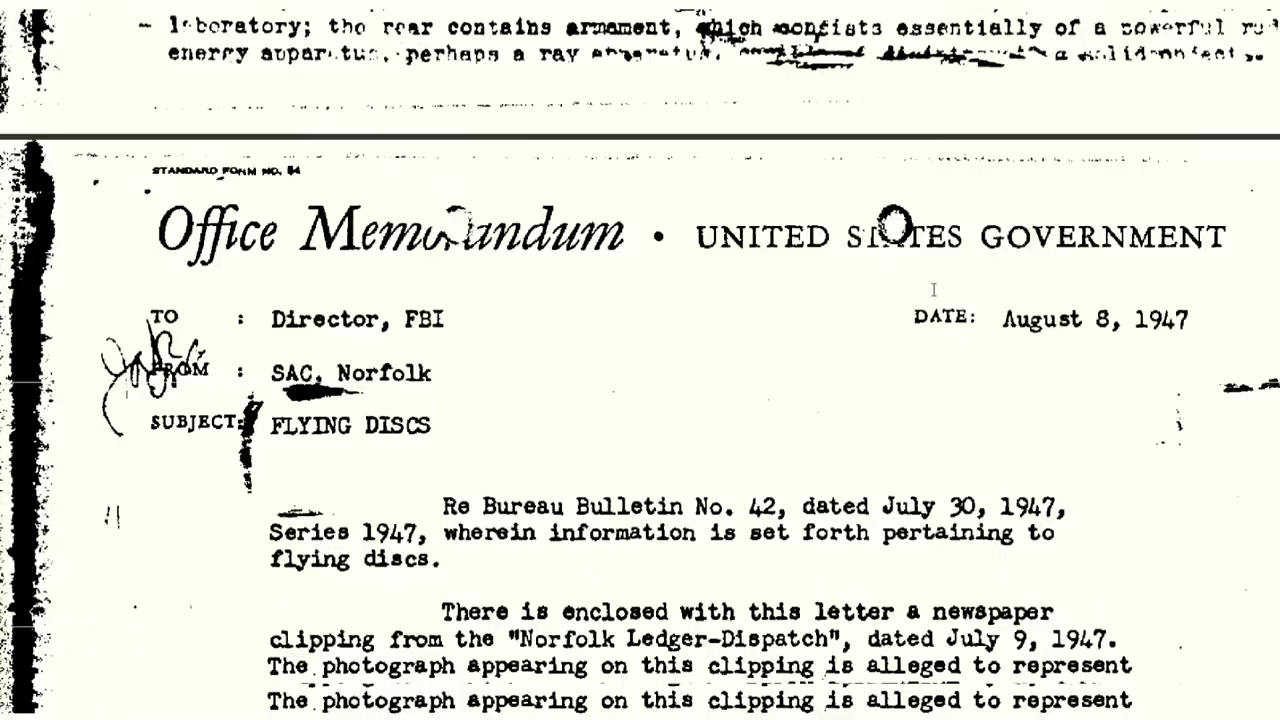 laboratory; the rear contains armament, which consists essentially of a powerful
energy apparatus, perhaps a ray apparatus,
STANDARD FORM NO. 64
Office Memorandum • UNITED STATES GOVERNMENT
TO : Director, FBI DATE: August 8, 1947
FROM : SAC, Norfolk
SUBJECT: FLYING DISCS
Re Bureau Bulletin No. 42, dated July 30, 1947,
Series 1947, wherein information is set forth pertaining to
flying discs.
There is enclosed with this letter a newspaper
clipping from the "Norfolk Ledger-Dispatch", dated July 9, 1947.
The photograph appearing on this clipping is alleged to represent
The photograph appearing on this clipping is alleged to represent